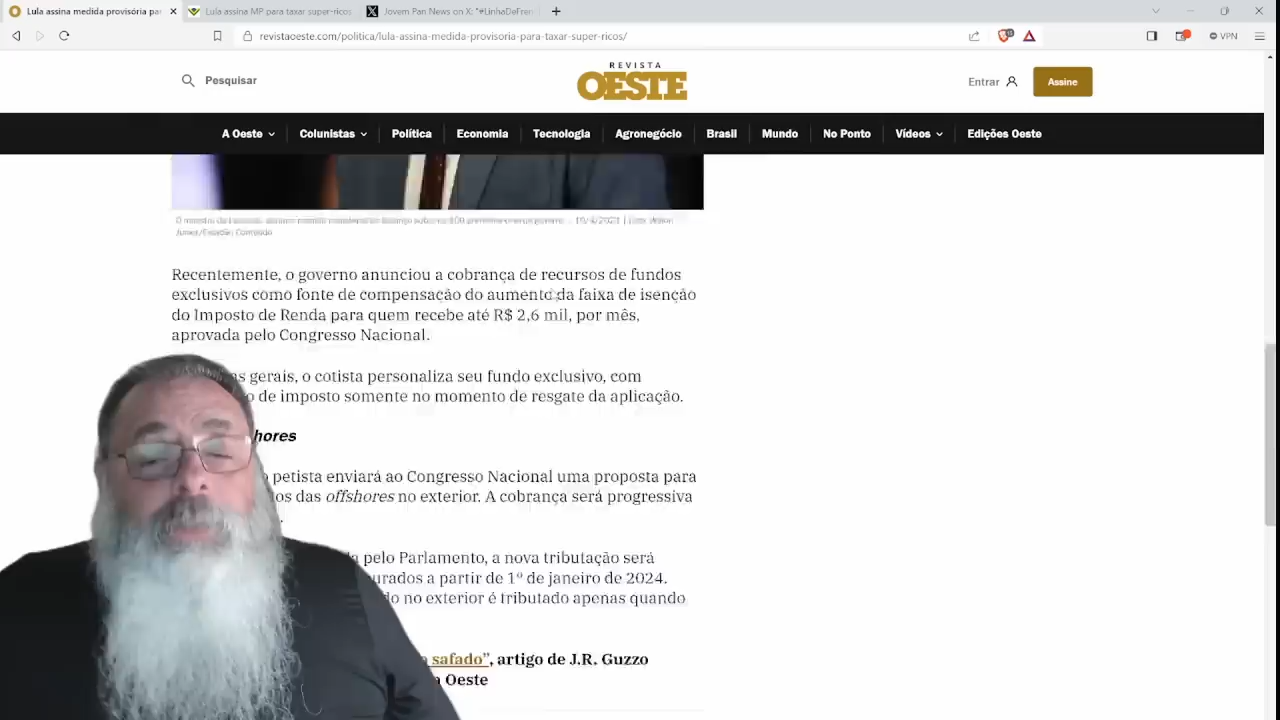 Lula assina medida provisória pa
Lula assina MP para taxar super-ricos
Jovem Pan News on X: "#LinhaDeFren
revistaoeste.com/politica/lula-assina-medida-provisoria-para-taxar-super-ricos/
VPN
Pesquisar
REVISTA
OESTE
Entrar
Assine
A Oeste
Colunistas
Política
Economia
Tecnologia
Agronegócio
Brasil
Mundo
No Ponto
Vídeos
Edições Oeste
Recentemente, o governo anunciou a cobrança de recursos de fundos
exclusivos como fonte de compensação do aumento da faixa de isenção
do Imposto de Renda para quem recebe até R$ 2,6 mil, por mês,
aprovada pelo Congresso Nacional.
as gerais, o cotista personaliza seu fundo exclusivo, com
o de imposto somente no momento de resgate da aplicação.
hores
petista enviará ao Congresso Nacional uma proposta para
os das offshores no exterior. A cobrança será progressiva
pelo Parlamento, a nova tributação será
urados a partir de 1º de janeiro de 2024.
do no exterior é tributado apenas quando
safado", artigo de J.R. Guzzo
a Oeste